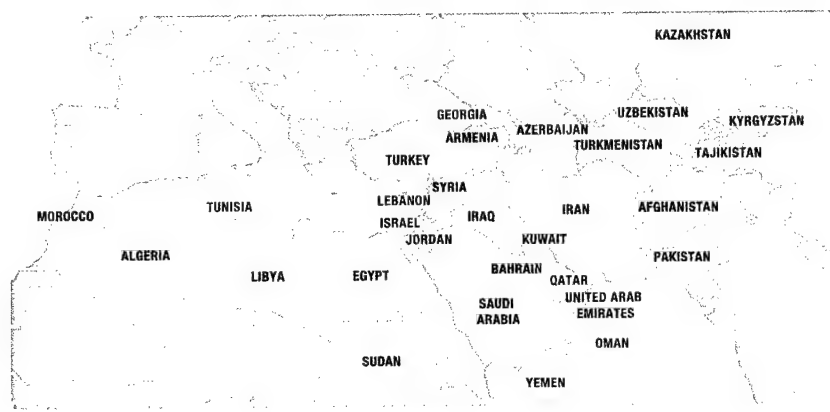 KAZAKHSTAN
UZBEKISTAN
GEORGIA
KYRGYZSTAN
AZERBAIJAN
ARMENIA
TURKMENISTAN
TAJIKISTAN
TURKEY
SYRIA
LEBANON
TUNISIA
AFGHANISTAN
IRAN
MOROCCO
IRAQ
ISRAEL
JORDAN
KUWAIT
ALGERIA
PAKISTAN
BAHRAIN
LIBYA
EGYPT
QATAR
UNITED ARAB
EMIRATES
SAUDI
ARABIA
OMAN
SUDAN
YEMEN